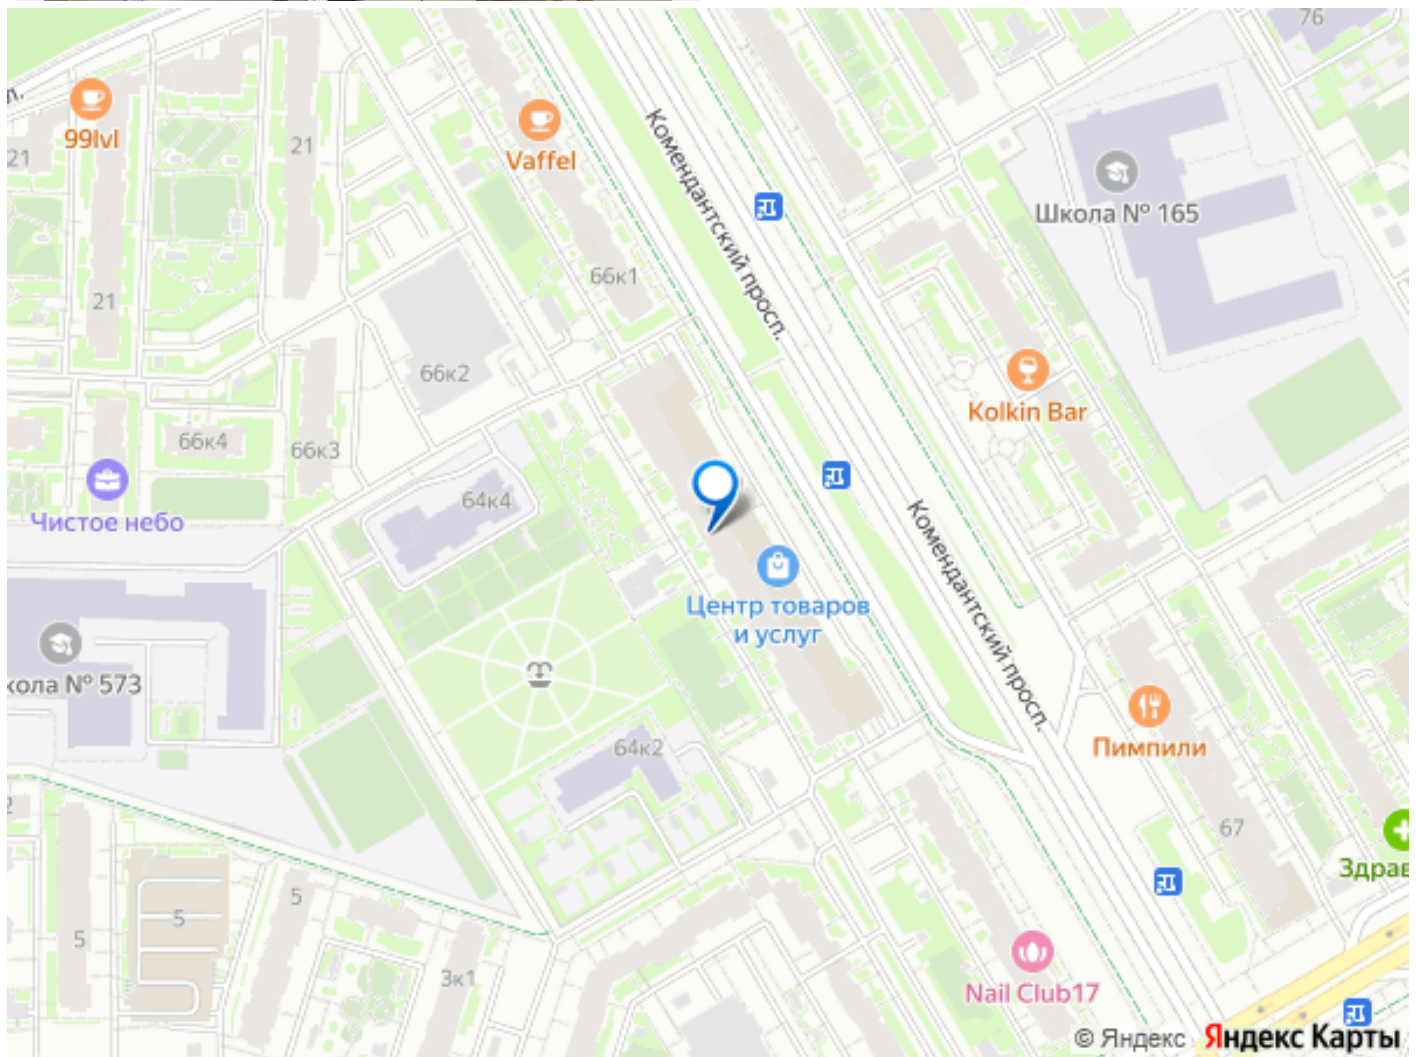 76
99lvl
21
21
Vaffel
Комендантский просп.
Школа № 165
66к1
21
66к2
Kolkin Bar
66к4
66к3
64к4
Чистое небо
Комендантский просп.
Центр товаров
и услуг
кола № 573
64к2
Пимпили
67
Здрав
5
5
5
3к1
Nail Club17
© Яндекс Яндекс Карты